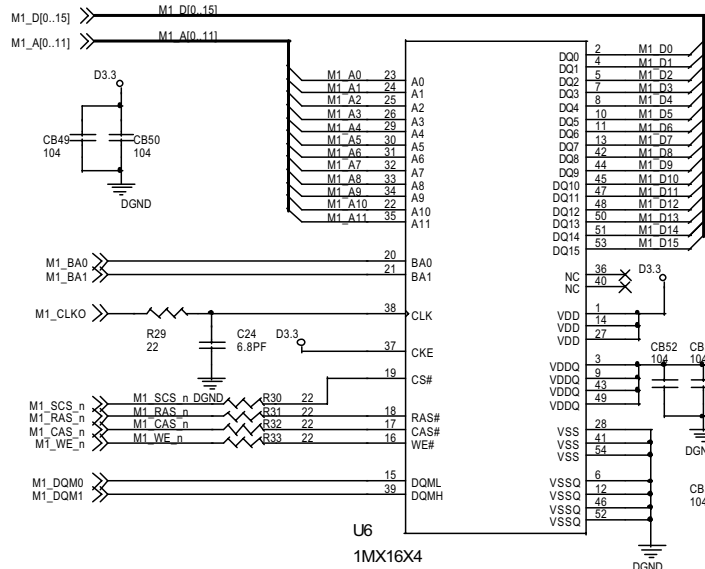 M1_D[0..15] M1_D[0..15]
M1_A[0..11] M1_A[0..11]
D3.3
CB49 104 CB50 104
DGND
M1_A0 23 A0
M1_A1 24 A1
M1_A2 25 A2
M1_A3 26 A3
M1_A4 29 A4
M1_A5 30 A5
M1_A6 31 A6
M1_A7 32 A7
M1_A8 33 A8
M1_A9 34 A9
M1_A10 22 A10
M1_A11 35 A11
DQ0 2 M1_D0
DQ1 4 M1_D1
DQ2 5 M1_D2
DQ3 7 M1_D3
DQ4 8 M1_D4
DQ5 10 M1_D5
DQ6 11 M1_D6
DQ7 13 M1_D7
DQ8 42 M1_D8
DQ9 44 M1_D9
DQ10 45 M1_D10
DQ11 47 M1_D11
DQ12 48 M1_D12
DQ13 50 M1_D13
DQ14 51 M1_D14
DQ15 53 M1_D15
M1_BA0 20 BA0
M1_BA1 21 BA1
NC 36
NC 40
D3.3
M1_CLKO 38 CLK
R29 22
C24 6.8PF
DGND
D3.3 37 CKE
VDD 1
VDD 14
VDD 27
VDDQ 3
VDDQ 9
VDDQ 43
VDDQ 49
CB52 104
CB 104
M1_SCS_n M1_SCS_n R30 22 19 CS#
M1_RAS_n M1_RAS_n R31 22 18 RAS#
M1_CAS_n M1_CAS_n R32 22 17 CAS#
M1_WE_n M1_WE_n R33 22 16 WE#
VSS 28
VSS 41
VSS 54
DGN
M1_DQM0 15 DQML
M1_DQM1 39 DQMH
VSSQ 6
VSSQ 12
VSSQ 46
VSSQ 52
CB
104
DGND
U6
1MX16X4